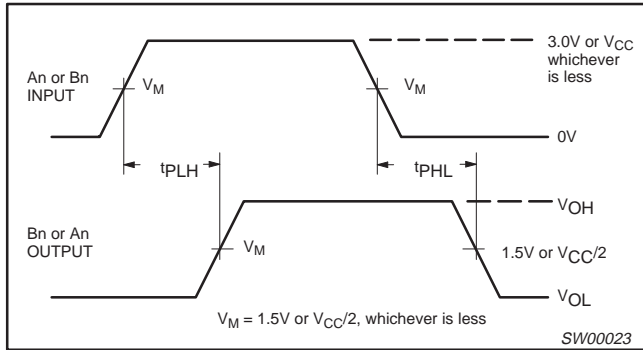 3.0V or VCC
whichever
is less
An or Bn
INPUT
VM
VM
0V
tPLH
tPHL
VOH
Bn or An
OUTPUT
VM
1.5V or VCC/2
VOL
VM = 1.5V or VCC/2, whichever is less
SW00023